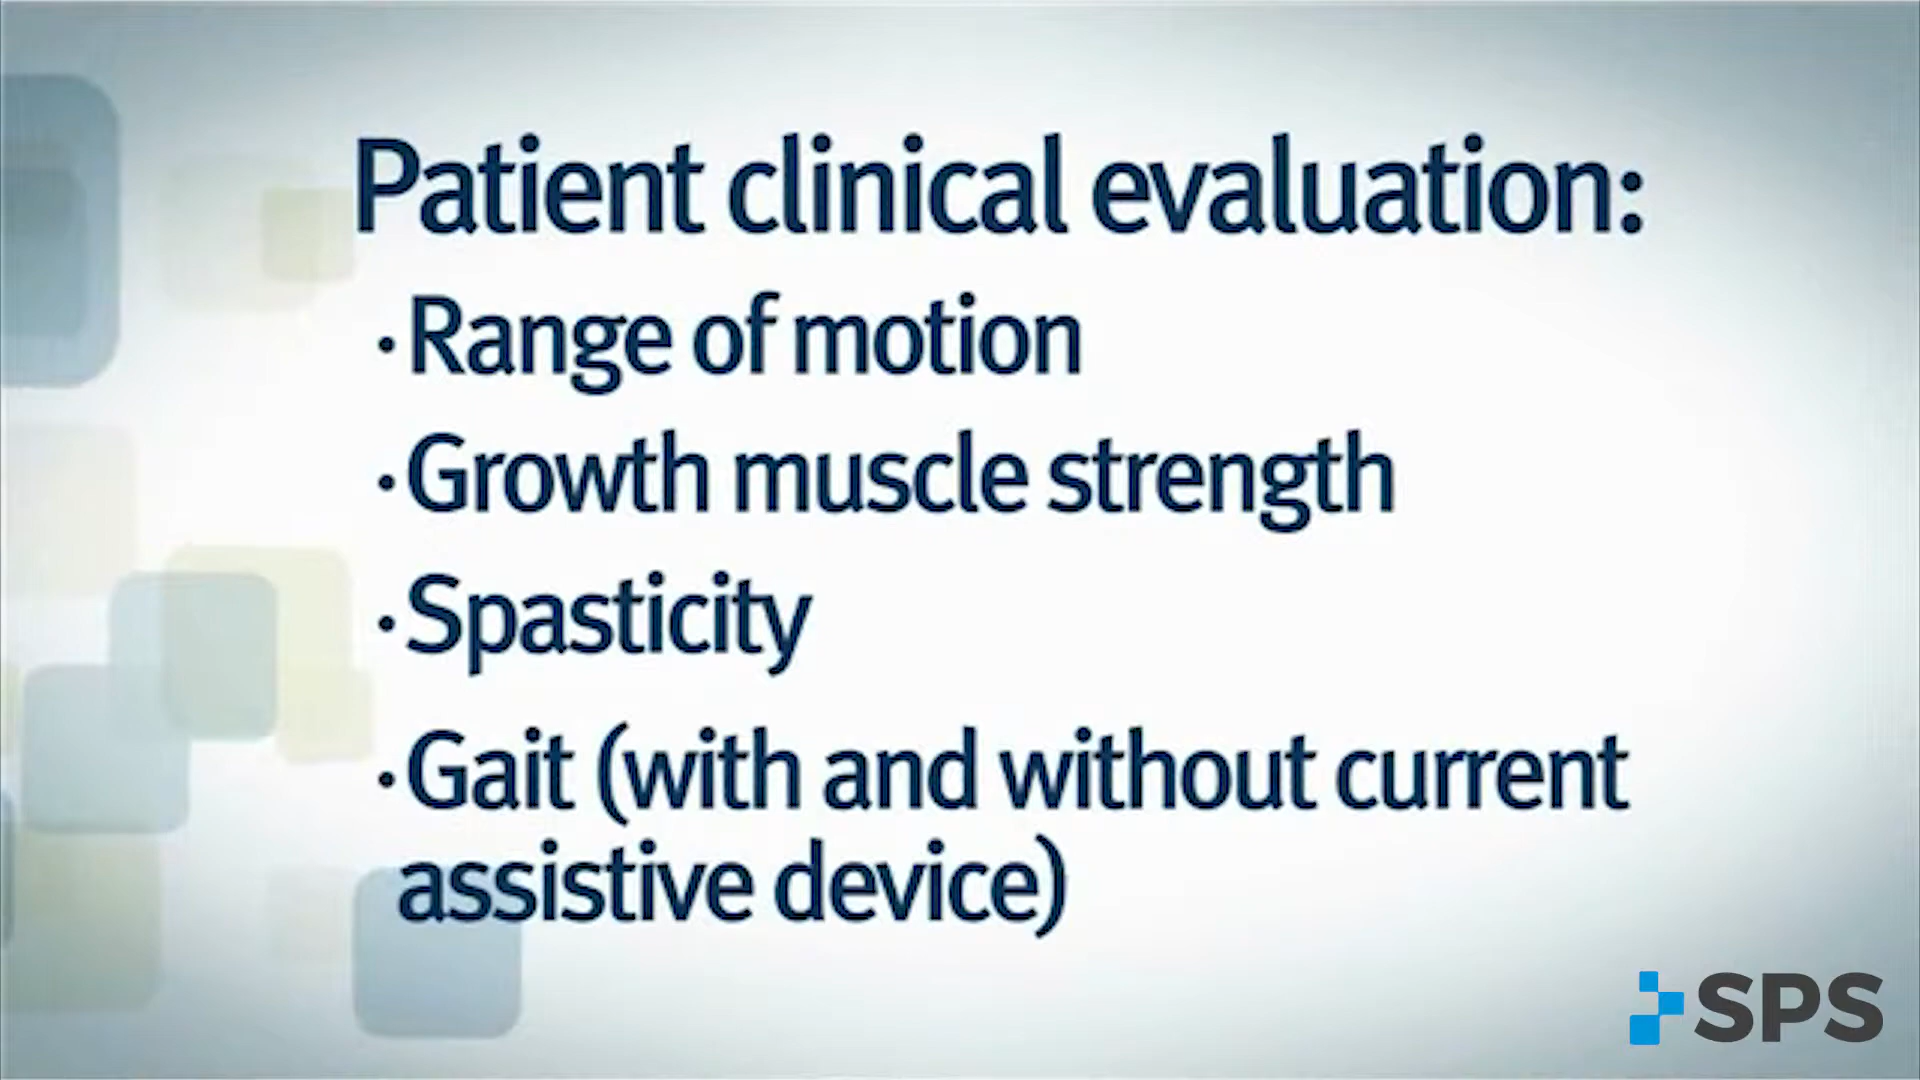 Patient clinical evaluation:
·Range of motion
·Growth muscle strength
·Spasticity
·Gait (with and without current
assistive device)
SPS